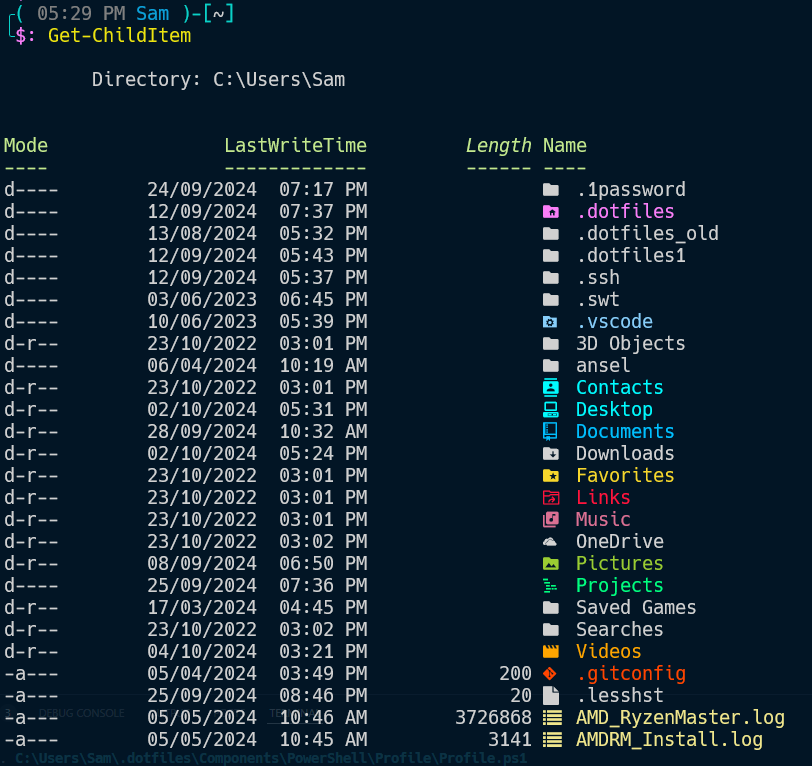 ( 05:29 PM Sam )-[~]
$: Get-ChildItem
Directory: C:\Users\Sam
Mode LastWriteTime Length Name
---- ------------- ------ ----
d---- 24/09/2024 07:17 PM .1password
d---- 12/09/2024 07:37 PM .dotfiles
d---- 13/08/2024 05:32 PM .dotfiles_old
d---- 12/09/2024 05:43 PM .dotfiles1
d---- 12/09/2024 05:37 PM .ssh
d---- 03/06/2023 06:45 PM .swt
d---- 10/06/2023 05:39 PM .vscode
d-r-- 23/10/2022 03:01 PM 3D Objects
d---- 06/04/2024 10:19 AM ansel
d-r-- 23/10/2022 03:01 PM Contacts
d-r-- 02/10/2024 05:31 PM Desktop
d-r-- 28/09/2024 10:32 AM Documents
d-r-- 02/10/2024 05:24 PM Downloads
d-r-- 23/10/2022 03:01 PM Favorites
d-r-- 23/10/2022 03:01 PM Links
d-r-- 23/10/2022 03:01 PM Music
d-r-- 23/10/2022 03:02 PM OneDrive
d-r-- 08/09/2024 06:50 PM Pictures
d---- 25/09/2024 07:36 PM Projects
d-r-- 17/03/2024 04:45 PM Saved Games
d-r-- 23/10/2022 03:02 PM Searches
d-r-- 04/10/2024 03:21 PM Videos
-a--- 05/04/2024 03:49 PM 200 .gitconfig
-a--- 25/09/2024 08:46 PM 20 .lesshst
DEBUG CONSOLE
-a--- 05/05/2024 10:46 AM 3726868 AMD_RyzenMaster.log
-a--- 05/05/2024 10:45 AM 3141 AMDRM_Install.log
C:\Users\Sam\.dotfiles\Components\PowerShell\Profile\Profile.ps1